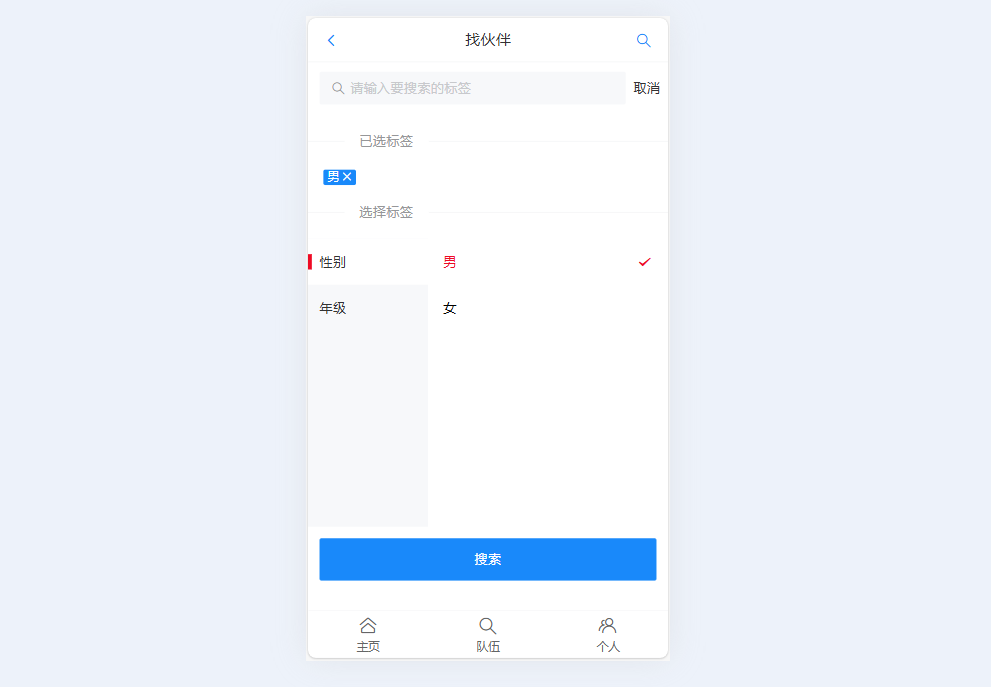 找伙伴
请输入要搜索的标签 取消
已选标签
男×
选择标签
性别 男
年级 女
搜索
主页 队伍 个人